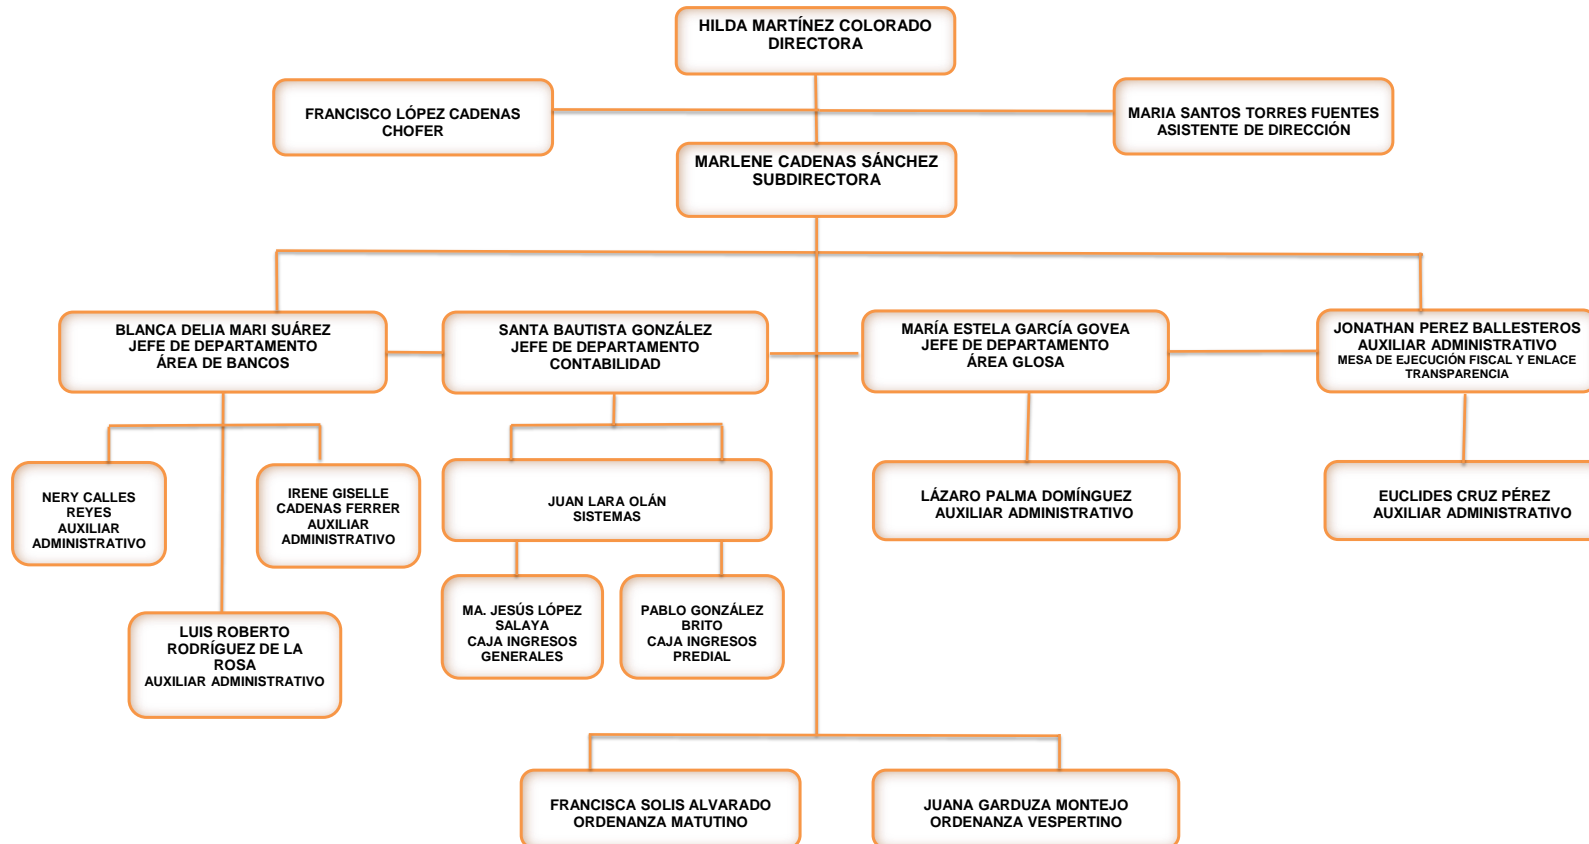 HILDA MARTÍNEZ COLORADO
DIRECTORA
FRANCISCO LÓPEZ CADENAS
CHOFER
MARIA SANTOS TORRES FUENTES
ASISTENTE DE DIRECCIÓN
MARLENE CADENAS SÁNCHEZ
SUBDIRECTORA
BLANCA DELIA MARI SUÁREZ
JEFE DE DEPARTAMENTO
ÁREA DE BANCOS
SANTA BAUTISTA GONZÁLEZ
JEFE DE DEPARTAMENTO
CONTABILIDAD
MARÍA ESTELA GARCÍA GOVEA
JEFE DE DEPARTAMENTO
ÁREA GLOSA
JONATHAN PEREZ BALLESTEROS
AUXILIAR ADMINISTRATIVO
MESA DE EJECUCIÓN FISCAL Y ENLACE
TRANSPARENCIA
NERY CALLES
REYES
AUXILIAR
ADMINISTRATIVO
IRENE GISELLE
CADENAS FERRER
AUXILIAR
ADMINISTRATIVO
JUAN LARA OLÁN
SISTEMAS
LÁZARO PALMA DOMÍNGUEZ
AUXILIAR ADMINISTRATIVO
EUCLIDES CRUZ PÉREZ
AUXILIAR ADMINISTRATIVO
LUIS ROBERTO
RODRÍGUEZ DE LA
ROSA
AUXILIAR ADMINISTRATIVO
MA. JESÚS LÓPEZ
SALAYA
CAJA INGRESOS
GENERALES
PABLO GONZÁLEZ
BRITO
CAJA INGRESOS
PREDIAL
FRANCISCA SOLIS ALVARADO
ORDENANZA MATUTINO
JUANA GARDUZA MONTEJO
ORDENANZA VESPERTINO